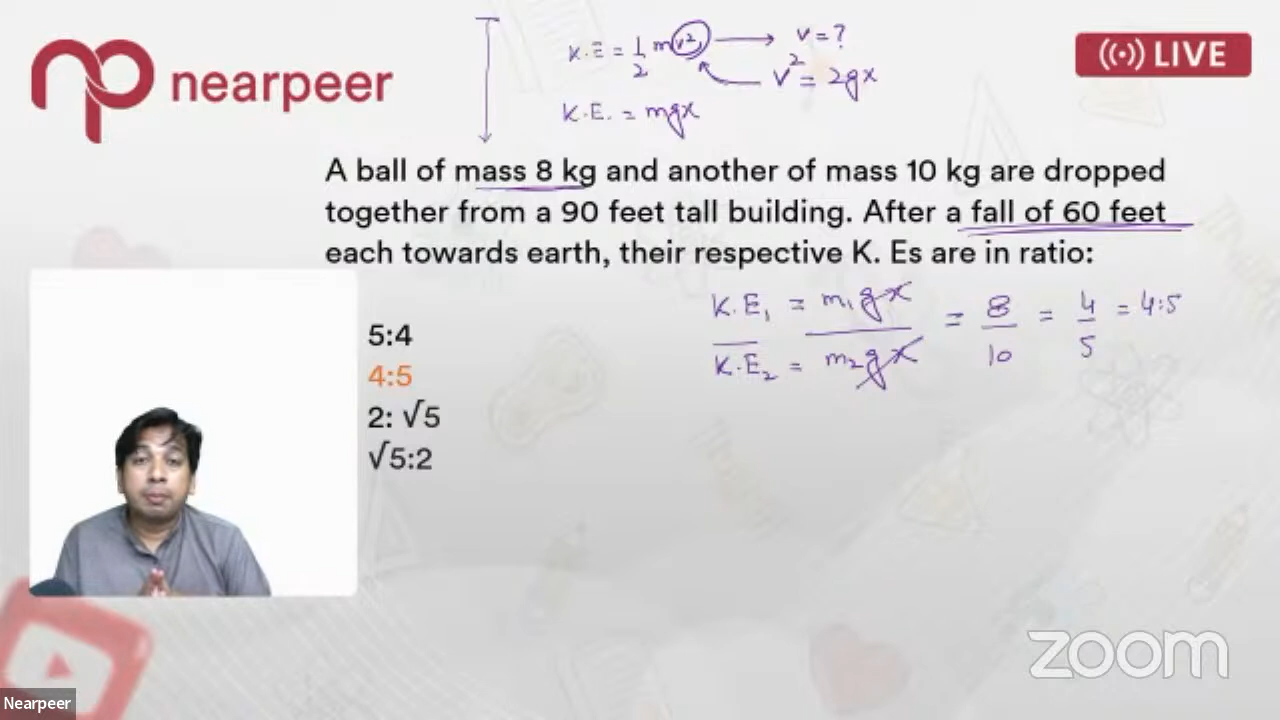 nearpeer
LIVE
K.E = 1/2 mv² → v = ?
v² = 2gx
K.E. = mgx
A ball of mass 8 kg and another of mass 10 kg are dropped
together from a 90 feet tall building. After a fall of 60 feet
each towards earth, their respective K. Es are in ratio:
K.E₁ = m₁gx = 8 = 4 = 4:5
K.E₂ = m₂gx 10 5
5:4
4:5
2: √5
√5:2
zoom
Nearpeer